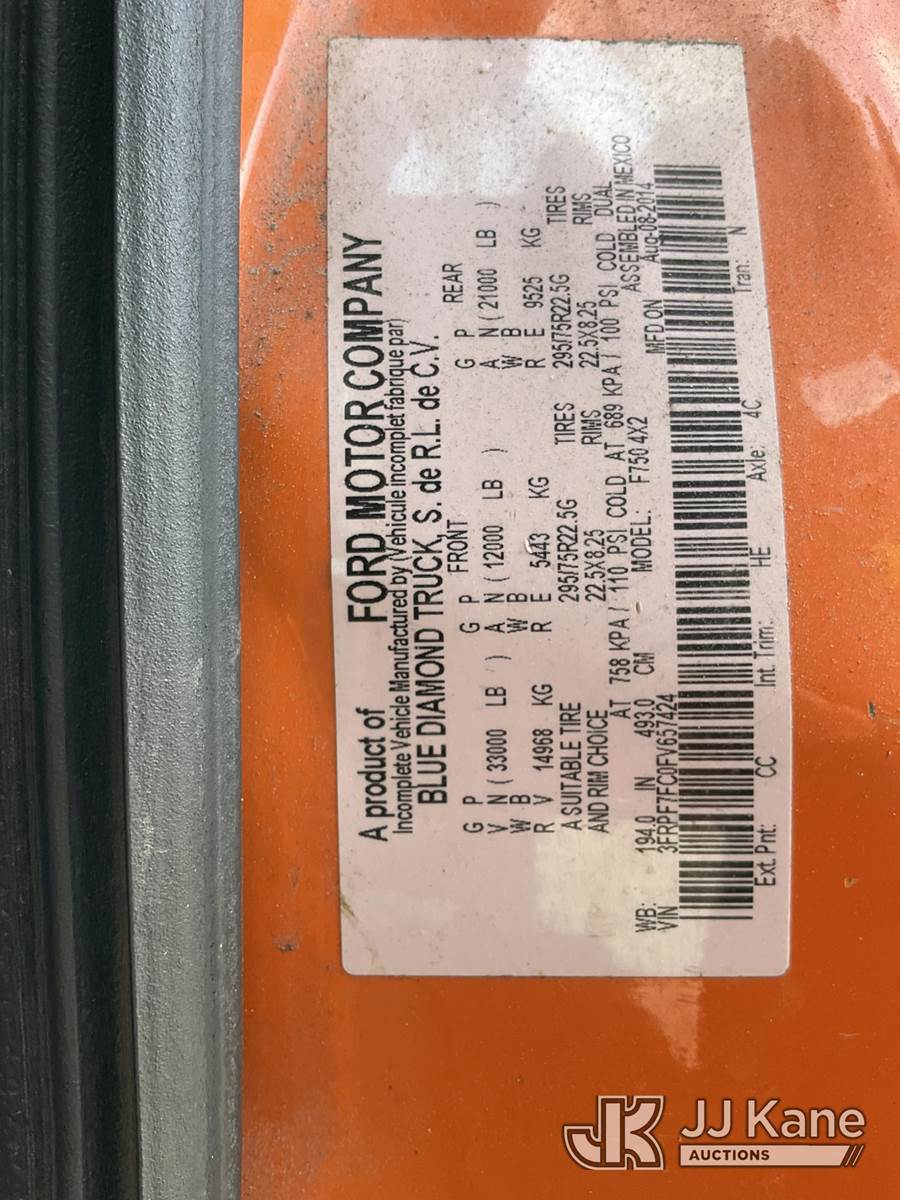 A product of FORD MOTOR COMPANY
Incomplete Vehicle Manufactured by (Vehicule incomplet fabrique par)
BLUE DIAMOND TRUCK, S. de R.L. de C.V.
FRONT REAR
G P G P G P
V N ( 33000 LB ) A N ( 12000 LB ) A N ( 21000 LB )
W B W B W B
R V 14968 KG R E 5443 KG R E 9525 KG
A SUITABLE TIRE 295/75R22.5G TIRES 295/75R22.5G TIRES
AND RIM CHOICE 22.5X8.25 RIMS 22.5X8.25 RIMS
AT 758 KPA / 110 PSI COLD AT 689 KPA / 100 PSI COLD DUAL
ASSEMBLED IN MEXICO
WB: 194.0 IN 493.0 CM MODEL: F750 4X2 MFD ON Aug-08-2014
VIN 3FRPF7FC0FV657424
Ext. Pnt: CC Int. Trim: HE Axle: 4C Tran: N
JK JJ Kane
AUCTIONS